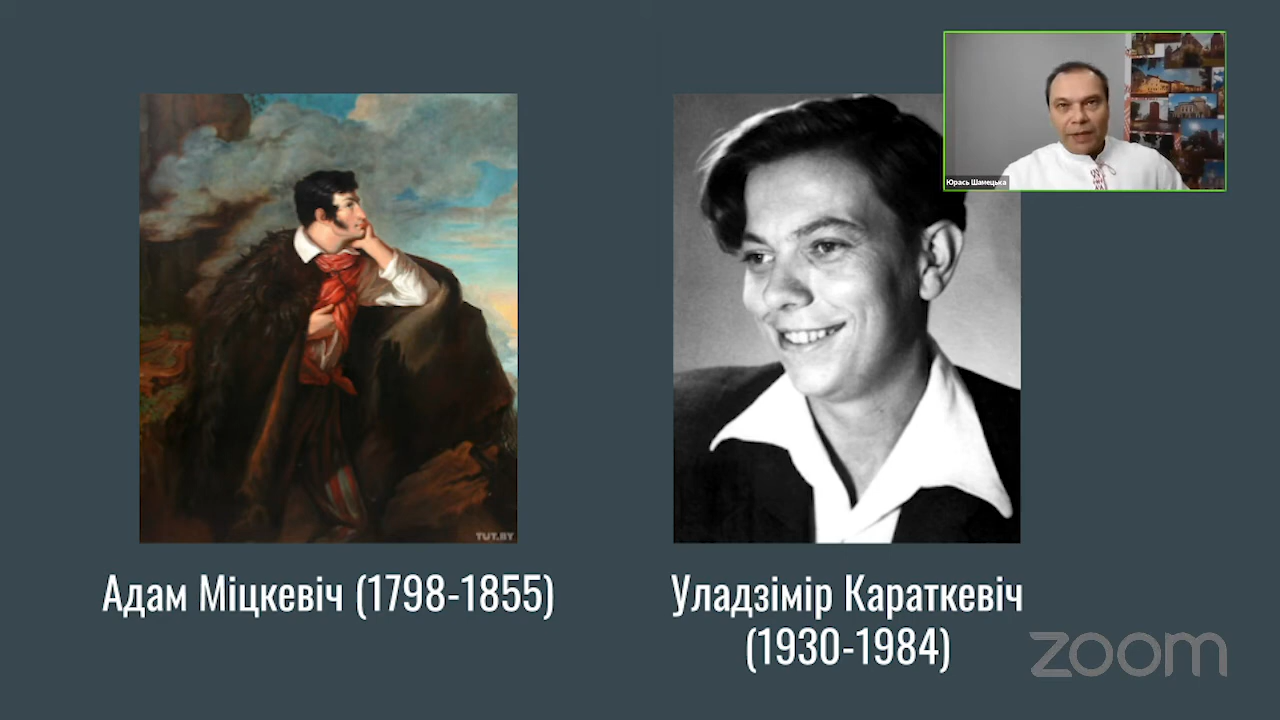 Юрась Шамецька
TUT.BY
Адам Міцкевіч (1798-1855)
Уладзімір Караткевіч
(1930-1984)
zoom